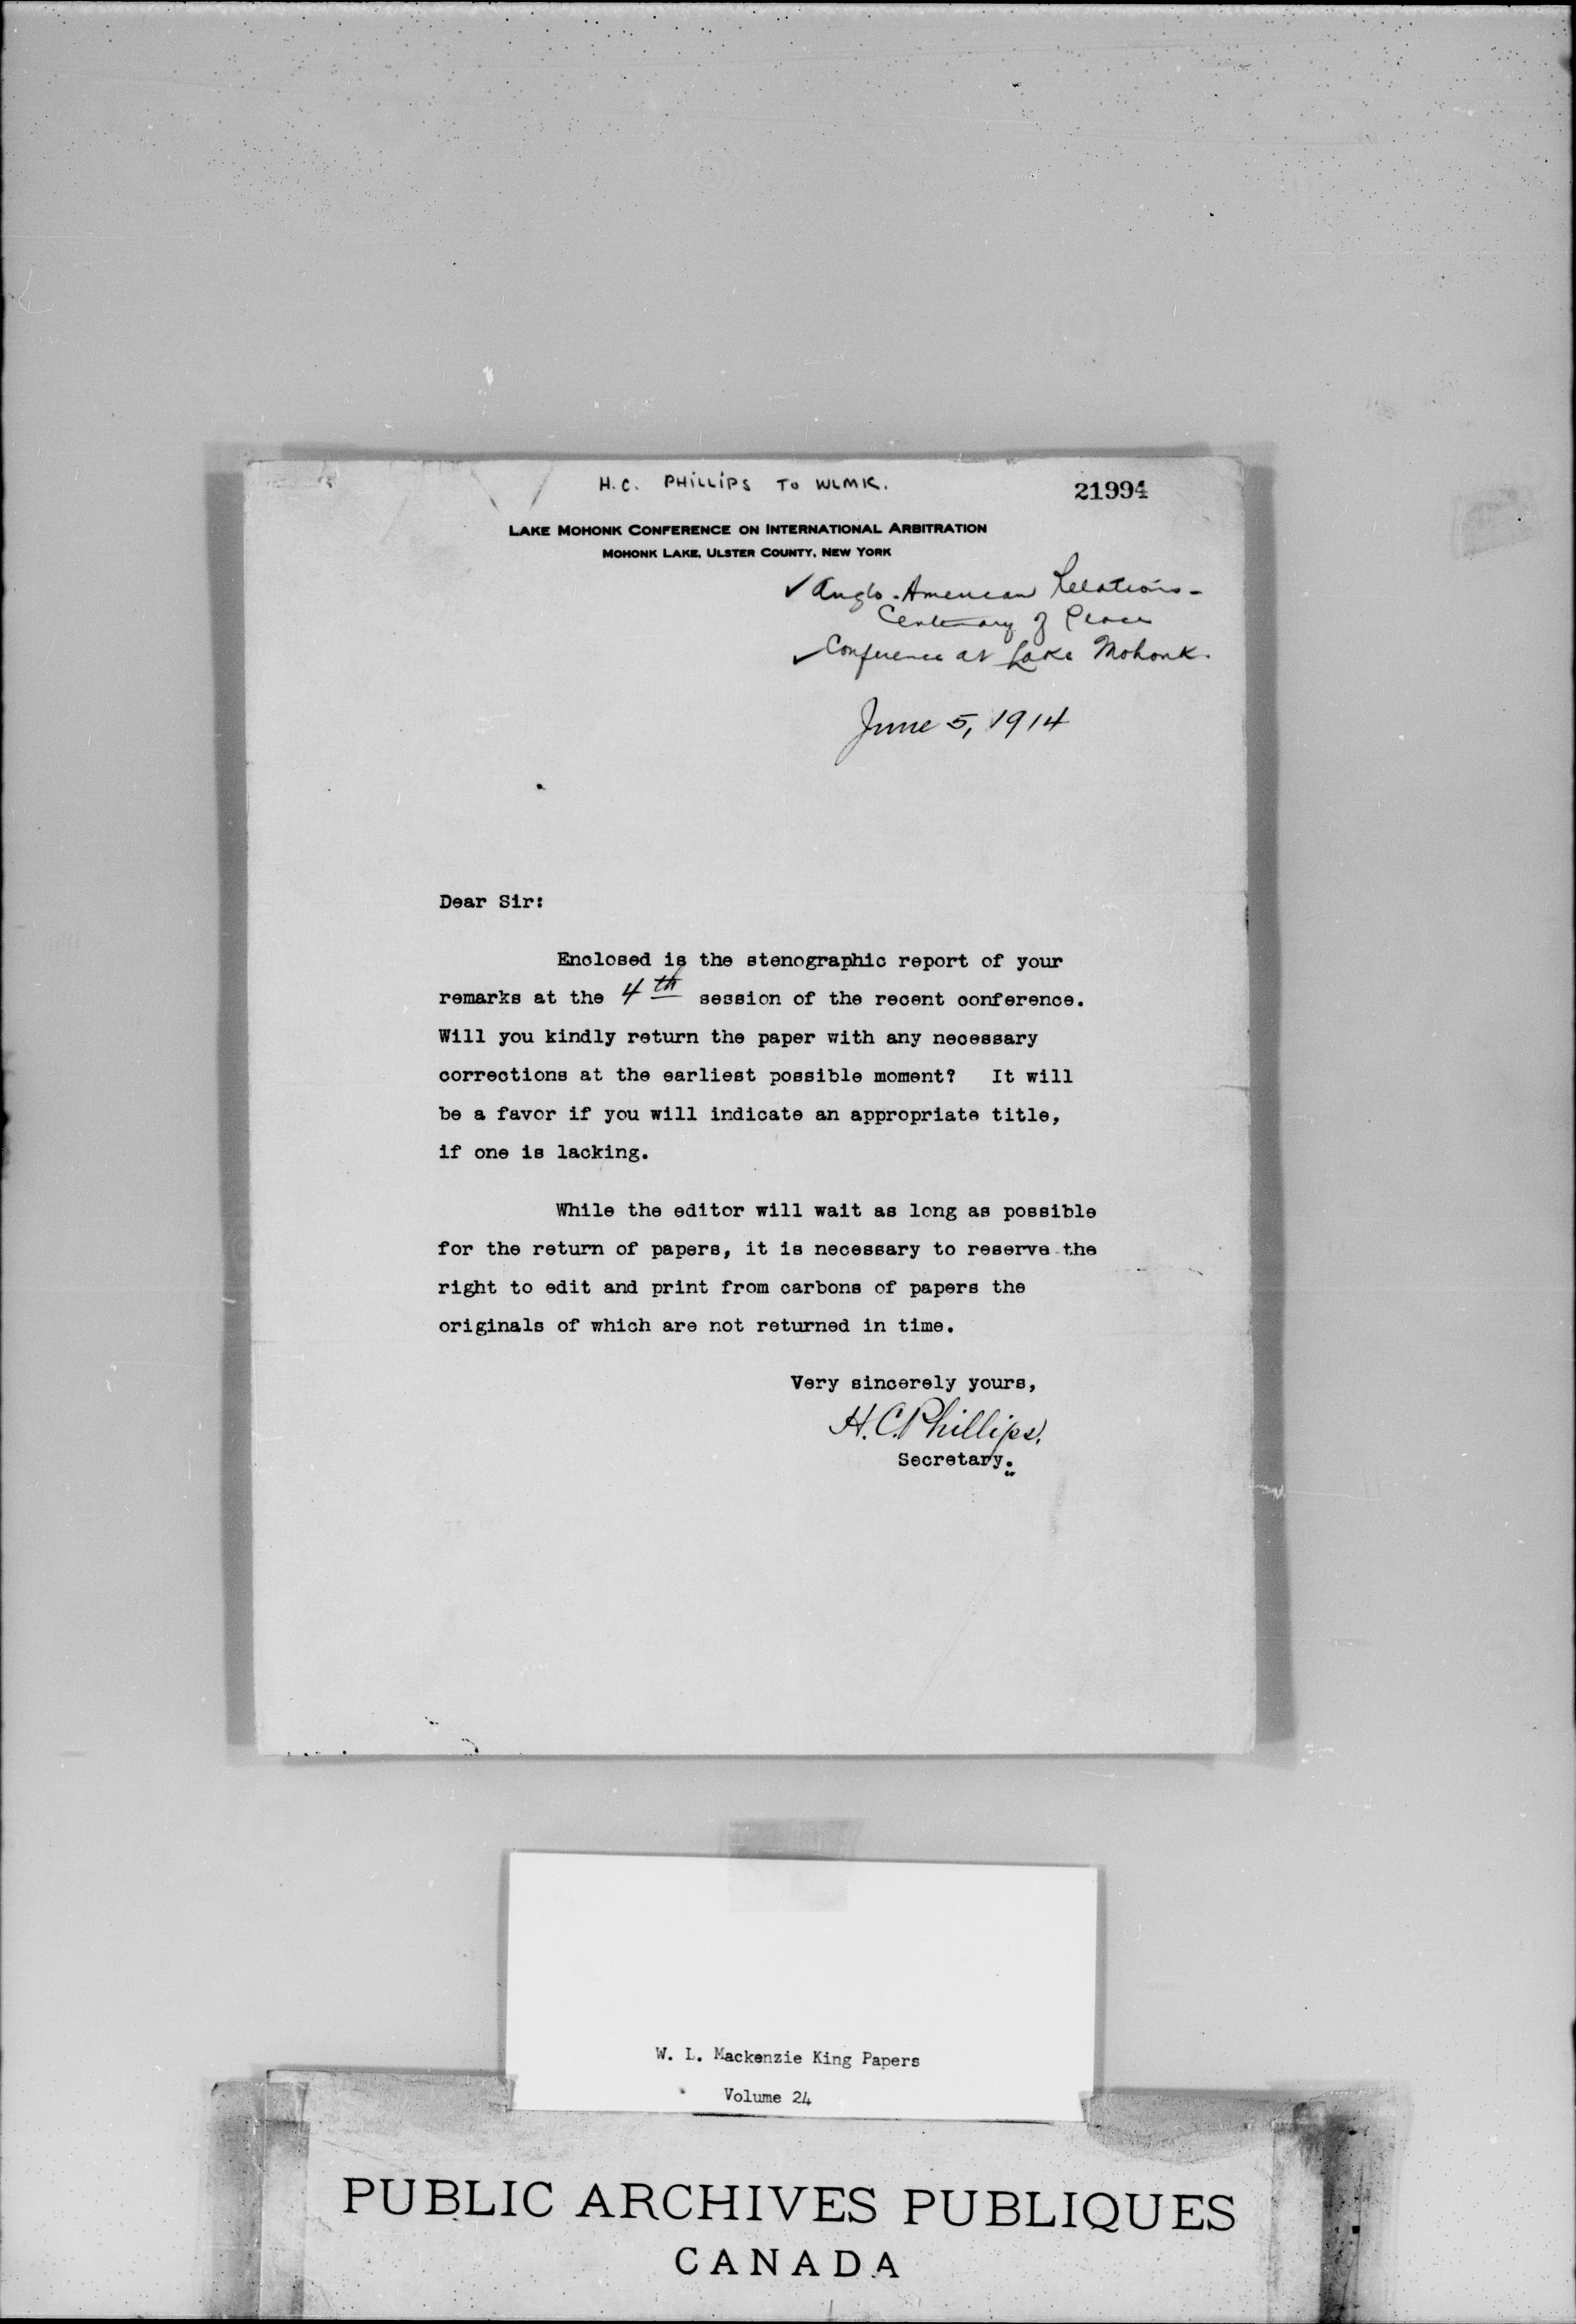 H.C. PHILLIPS TO WLMK.
21994
LAKE MOHONK CONFERENCE ON INTERNATIONAL ARBITRATION
MOHONK LAKE, ULSTER COUNTY, NEW YORK
✓ Anglo-American Relations-
Centenary of Peace
✓ Conference at Lake Mohonk.
June 5, 1914
Dear Sir:
Enclosed is the stenographic report of your
remarks at the 4th session of the recent conference.
Will you kindly return the paper with any necessary
corrections at the earliest possible moment? It will
be a favor if you will indicate an appropriate title,
if one is lacking.
While the editor will wait as long as possible
for the return of papers, it is necessary to reserve the
right to edit and print from carbons of papers the
originals of which are not returned in time.
Very sincerely yours,
H.C. Phillips.
Secretary.
W. L. Mackenzie King Papers
Volume 24
PUBLIC ARCHIVES PUBLIQUES
CANADA